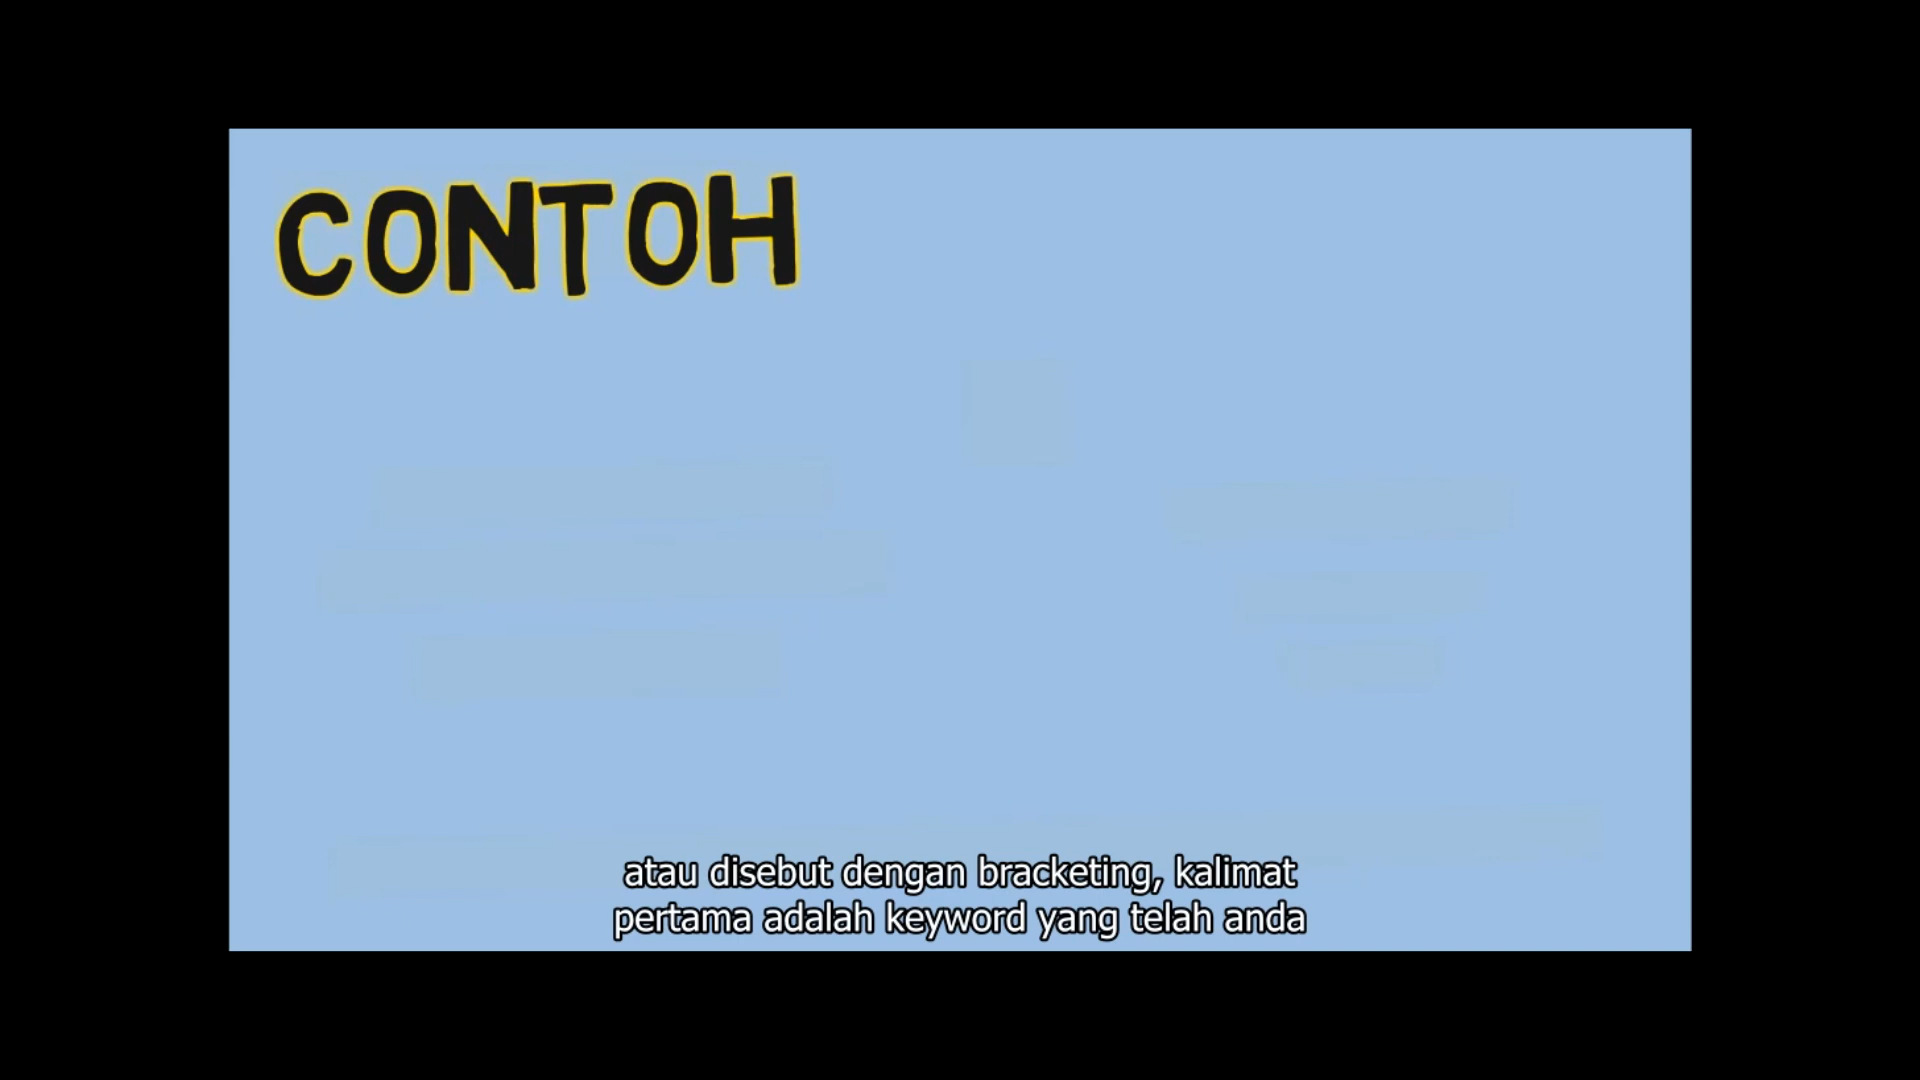 CONTOH
atau disebut dengan bracketing, kalimat
pertama adalah keyword yang telah anda